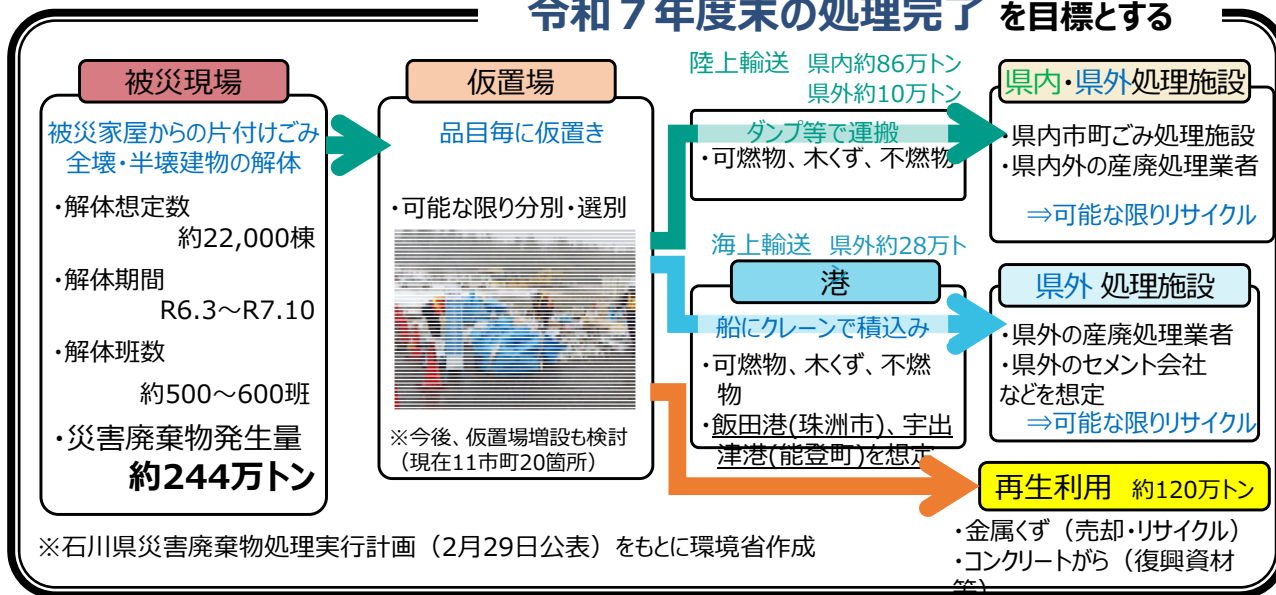 令和７年度末の処理完了 を目標とする
被災現場
被災家屋からの片付けごみ
全壊・半壊建物の解体
・解体想定数
約22,000棟
・解体期間
R6.3～R7.10
・解体班数
約500～600班
・災害廃棄物発生量
約244万トン
仮置場
品目毎に仮置き
・可能な限り分別・選別
※今後、仮置場増設も検討
（現在11市町20箇所）
陸上輸送 県内約86万トン
県外約10万トン
ダンプ等で運搬
・可燃物、木くず、不燃物
海上輸送 県外約28万ト
港
船にクレーンで積込み
・可燃物、木くず、不燃
物
・飯田港(珠洲市)、宇出
津港(能登町)を想定
県内・県外処理施設
・県内市町ごみ処理施設
・県内外の産廃処理業者
⇒可能な限りリサイクル
県外 処理施設
・県外の産廃処理業者
・県外のセメント会社
などを想定
⇒可能な限りリサイクル
再生利用 約120万トン
・金属くず（売却・リサイクル）
・コンクリートがら（復興資材
等）
※石川県災害廃棄物処理実行計画（2月29日公表）をもとに環境省作成